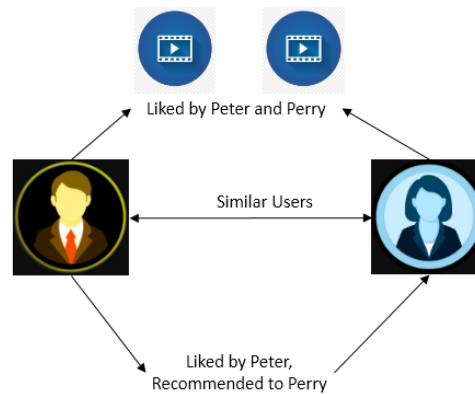 Liked by Peter and Perry
Similar Users
Liked by Peter,
Recommended to Perry